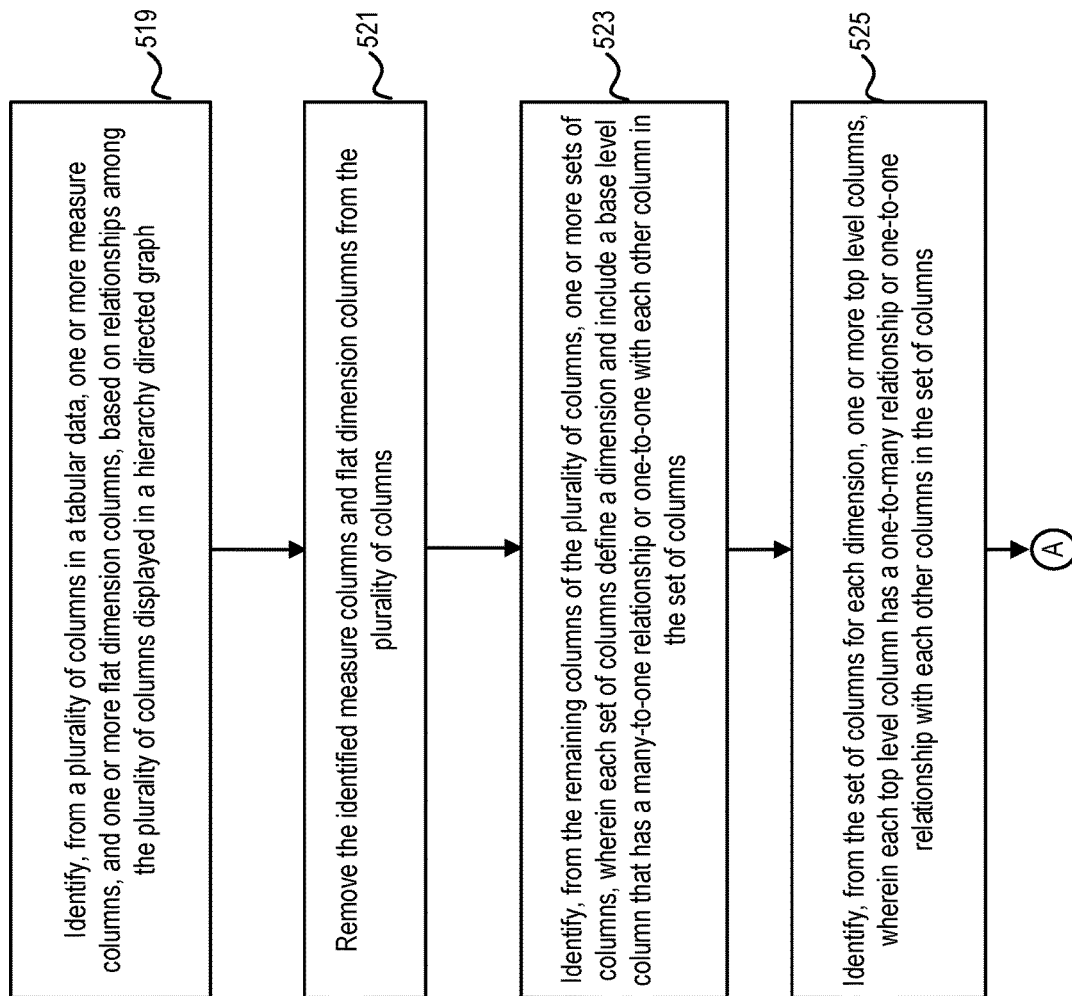 519
Identify, from a plurality of columns in a tabular data, one or more measure
columns, and one or more flat dimension columns, based on relationships among
the plurality of columns displayed in a hierarchy directed graph
521
Remove the identified measure columns and flat dimension columns from the
plurality of columns
523
Identify, from the remaining columns of the plurality of columns, one or more sets of
columns, wherein each set of columns define a dimension and include a base level
column that has a many-to-one relationship or one-to-one with each other column in
the set of columns
525
Identify, from the set of columns for each dimension, one or more top level columns,
wherein each top level column has a one-to-many relationship or one-to-one
relationship with each other columns in the set of columns
A